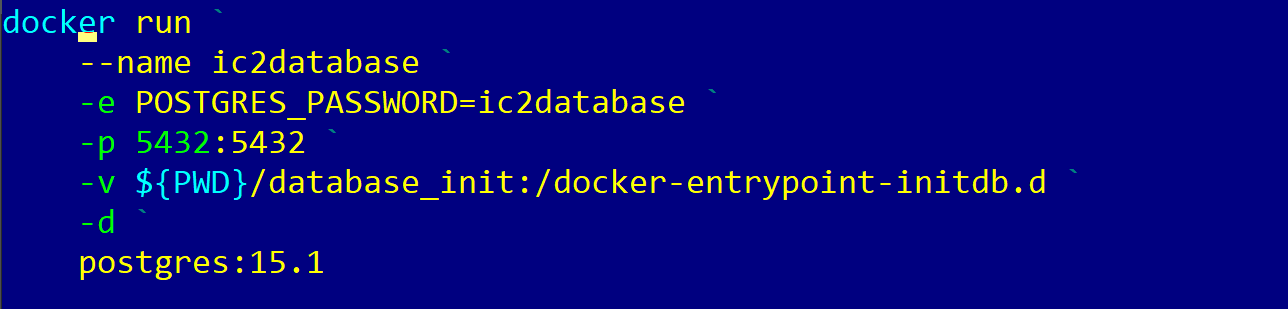 docker run `
--name ic2database `
-e POSTGRES_PASSWORD=ic2database `
-p 5432:5432 `
-v ${PWD}/database_init:/docker-entrypoint-initdb.d `
-d `
postgres:15.1